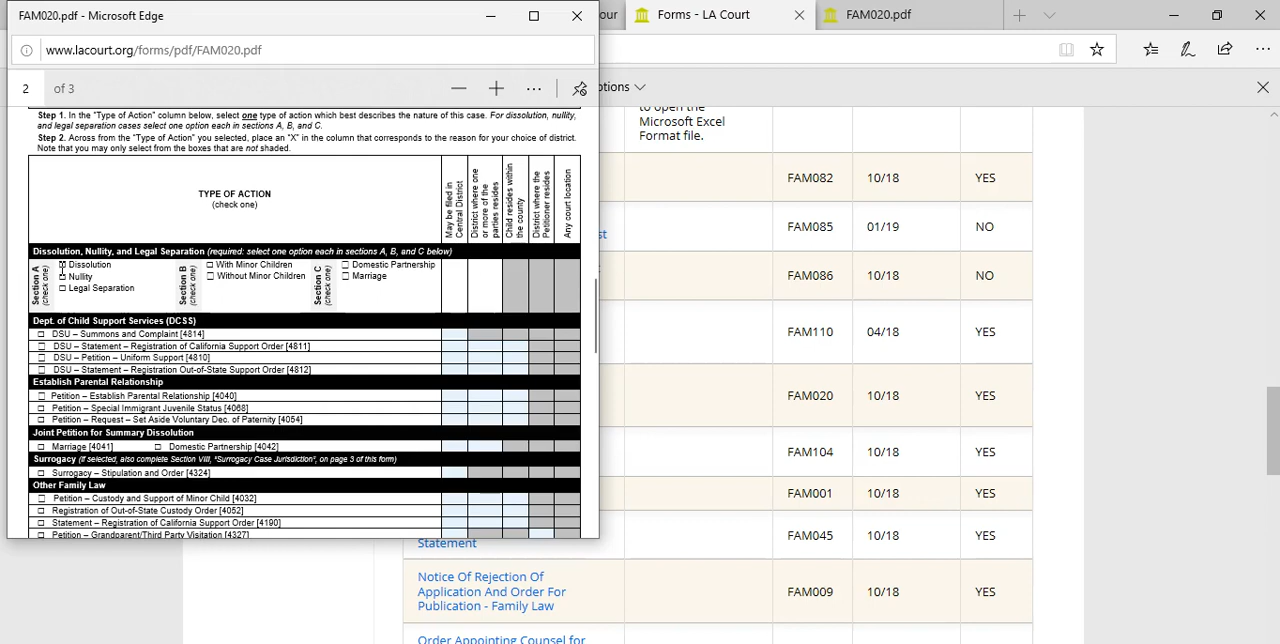 FAM020.pdf - Microsoft Edge
our
Forms - LA Court
FAM020.pdf
www.lacourt.org/forms/pdf/FAM020.pdf
2 of 3
ptions
Step 1. In the "Type of Action" column below, select one type of action which best describes the nature of this case. For dissolution, nullity,
and legal separation cases select one option each in sections A, B, and C.
Step 2. Across from the "Type of Action" you selected, place an "X" in the column that corresponds to the reason for your choice of district.
Note that you may only select from the boxes that are not shaded.
TYPE OF ACTION
(check one)
May be filed in
Central District
District where one
or more of the
parties resides
Child resides within
the county
District where the
Petitioner resides
Any court location
Dissolution, Nullity, and Legal Separation (required: select one option each in sections A, B, and C below)
Section A
(check one)
Dissolution
Nullity
Legal Separation
Section B
(check one)
With Minor Children
Without Minor Children
Section C
(check one)
Domestic Partnership
Marriage
Dept. of Child Support Services (DCSS)
DSU – Summons and Complaint [4814]
DSU – Statement – Registration of California Support Order [4811]
DSU – Petition – Uniform Support [4810]
DSU – Statement – Registration Out-of-State Support Order [4812]
Establish Parental Relationship
Petition – Establish Parental Relationship [4040]
Petition – Special Immigrant Juvenile Status [4068]
Petition – Request – Set Aside Voluntary Dec. of Paternity [4054]
Joint Petition for Summary Dissolution
Marriage [4041] Domestic Partnership [4042]
Surrogacy (if selected, also complete Section VIII, "Surrogacy Case Jurisdiction", on page 3 of this form)
Surrogacy – Stipulation and Order [4324]
Other Family Law
Petition – Custody and Support of Minor Child [4032]
Registration of Out-of-State Custody Order [4052]
Statement – Registration of California Support Order [4190]
Petition – Grandparent/Third Party Visitation [4327]
to open the
Microsoft Excel
Format file.
FAM082 10/18 YES
st
FAM085 01/19 NO
FAM086 10/18 NO
FAM110 04/18 YES
FAM020 10/18 YES
FAM104 10/18 YES
FAM001 10/18 YES
Statement
FAM045 10/18 YES
Notice Of Rejection Of
Application And Order For
Publication - Family Law
FAM009 10/18 YES
Order Appointing Counsel for